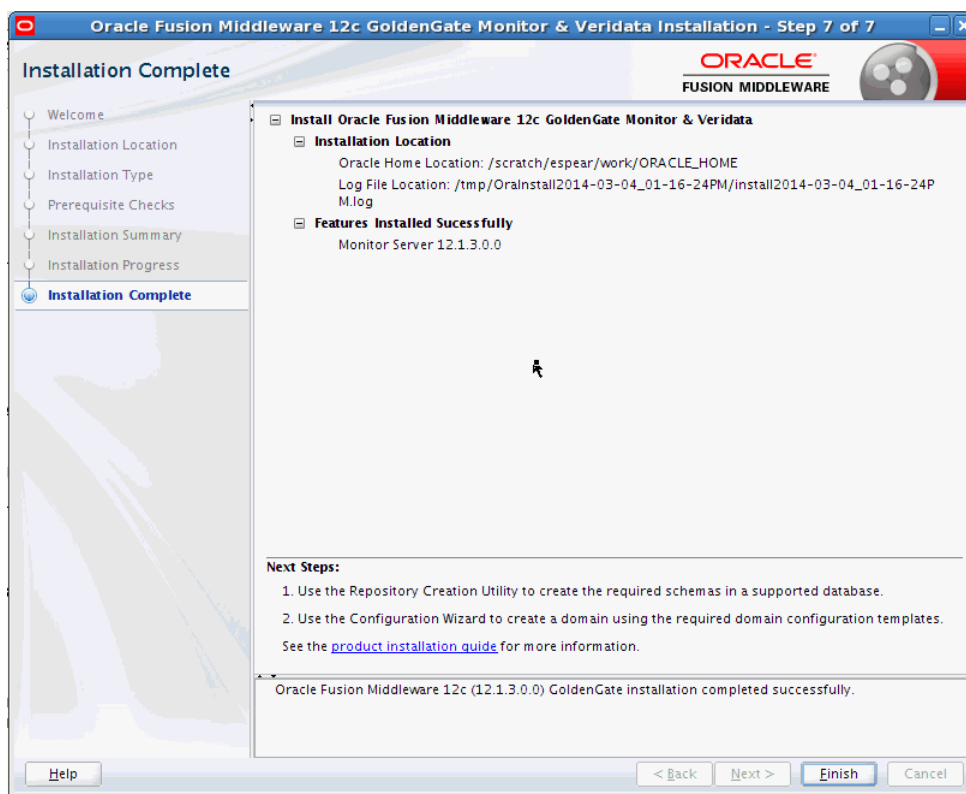 Oracle Fusion Middleware 12c GoldenGate Monitor & Veridata Installation - Step 7 of 7
Installation Complete
ORACLE
FUSION MIDDLEWARE
Welcome
Installation Location
Installation Type
Prerequisite Checks
Installation Summary
Installation Progress
Installation Complete
Install Oracle Fusion Middleware 12c GoldenGate Monitor & Veridata
Installation Location
Oracle Home Location: /scratch/espear/work/ORACLE_HOME
Log File Location: /tmp/OraInstall2014-03-04_01-16-24PM/install2014-03-04_01-16-24P
M.log
Features Installed Sucessfully
Monitor Server 12.1.3.0.0
Next Steps:
1. Use the Repository Creation Utility to create the required schemas in a supported database.
2. Use the Configuration Wizard to create a domain using the required domain configuration templates.
See the product installation guide for more information.
Oracle Fusion Middleware 12c (12.1.3.0.0) GoldenGate installation completed successfully.
Help
< Back
Next >
Finish
Cancel